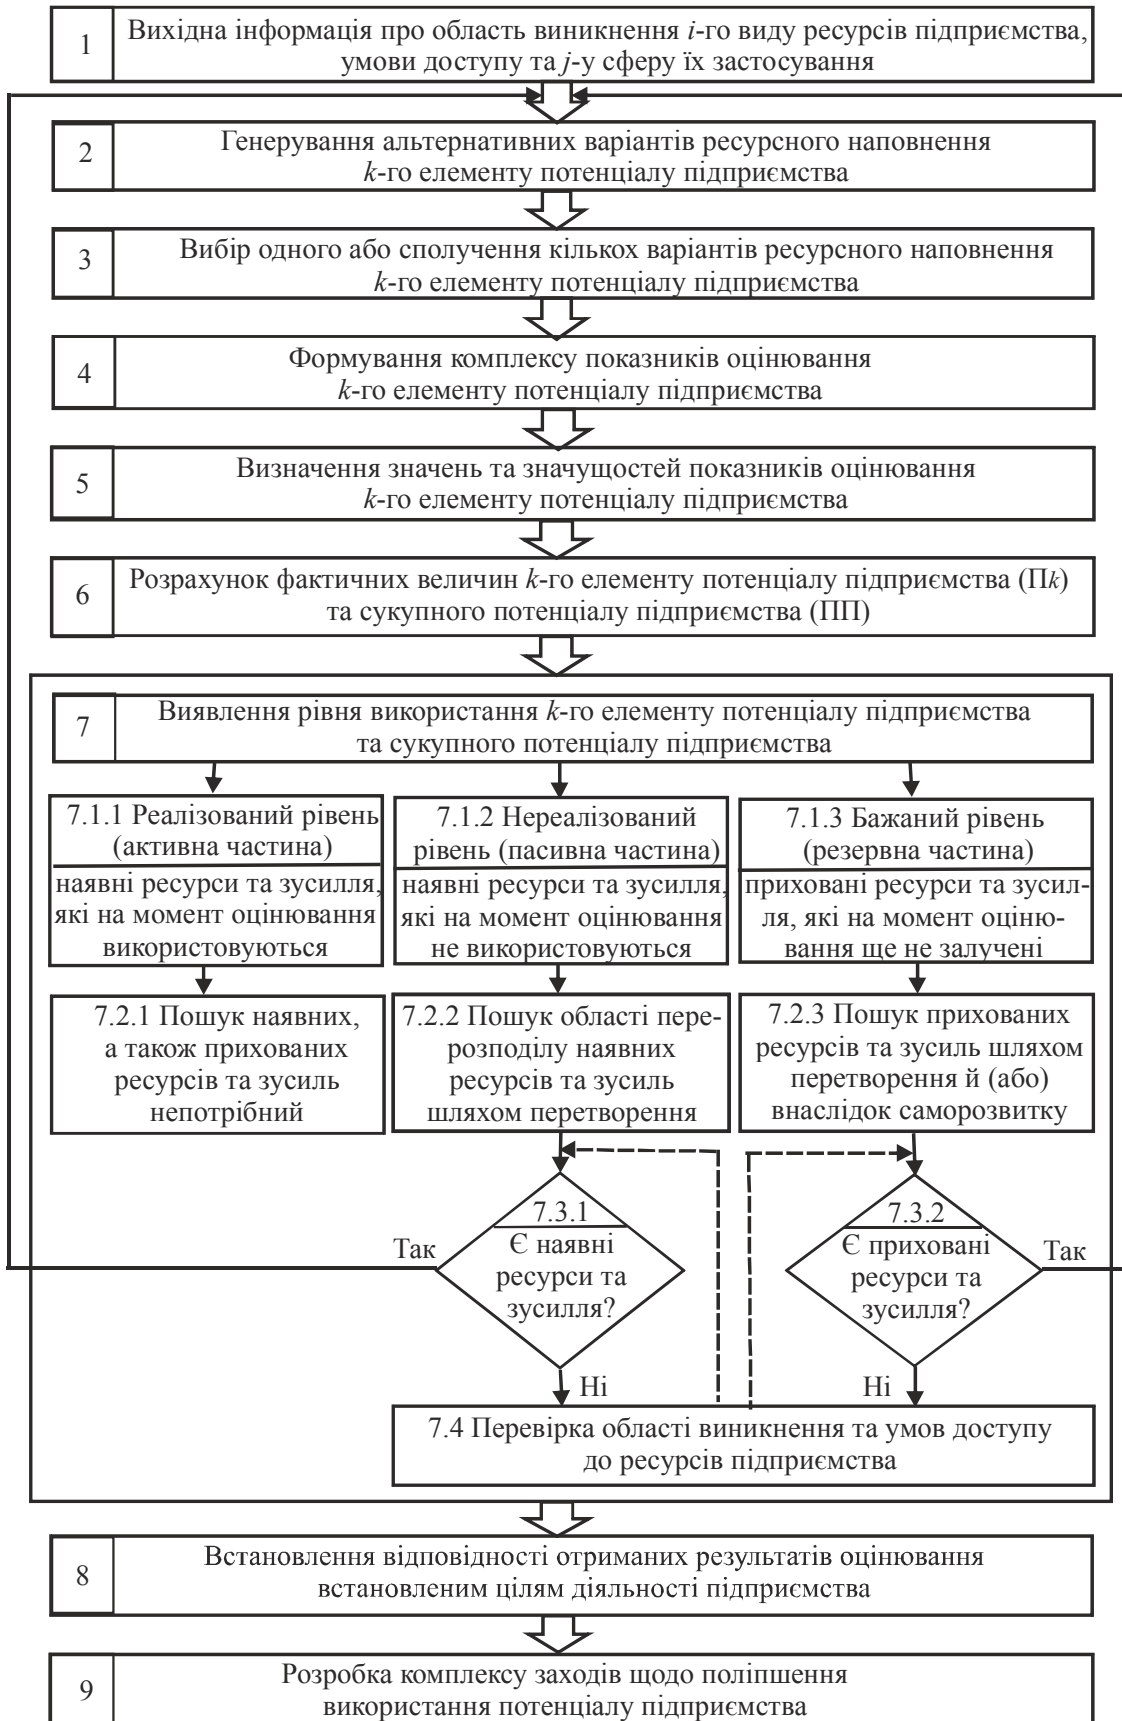 1
Вихідна інформація про область виникнення i-го виду ресурсів підприємства,
умови доступу та j-у сферу їх застосування
2
Генерування альтернативних варіантів ресурсного наповнення
k-го елементу потенціалу підприємства
3
Вибір одного або сполучення кількох варіантів ресурсного наповнення
k-го елементу потенціалу підприємства
4
Формування комплексу показників оцінювання
k-го елементу потенціалу підприємства
5
Визначення значень та значущостей показників оцінювання
k-го елементу потенціалу підприємства
6
Розрахунок фактичних величин k-го елементу потенціалу підприємства (Пk)
та сукупного потенціалу підприємства (ПП)
7
Виявлення рівня використання k-го елементу потенціалу підприємства
та сукупного потенціалу підприємства
7.1.1 Реалізований рівень
(активна частина)
наявні ресурси та зусилля,
які на момент оцінювання
використовуються
7.1.2 Нереалізований
рівень (пасивна частина)
наявні ресурси та зусилля,
які на момент оцінювання
не використовуються
7.1.3 Бажаний рівень
(резервна частина)
приховані ресурси та зусил-
ля, які на момент оціню-
вання ще не залучені
7.2.1 Пошук наявних,
а також прихованих
ресурсів та зусиль
непотрібний
7.2.2 Пошук області пере-
розподілу наявних
ресурсів та зусиль
шляхом перетворення
7.2.3 Пошук прихованих
ресурсів та зусиль шляхом
перетворення й (або)
внаслідок саморозвитку
7.3.1
Є наявні
ресурси та
зусилля?
Так
Ні
7.3.2
Є приховані
ресурси та
зусилля?
Так
Ні
7.4 Перевірка області виникнення та умов доступу
до ресурсів підприємства
8
Встановлення відповідності отриманих результатів оцінювання
встановленим цілям діяльності підприємства
9
Розробка комплексу заходів щодо поліпшення
використання потенціалу підприємства